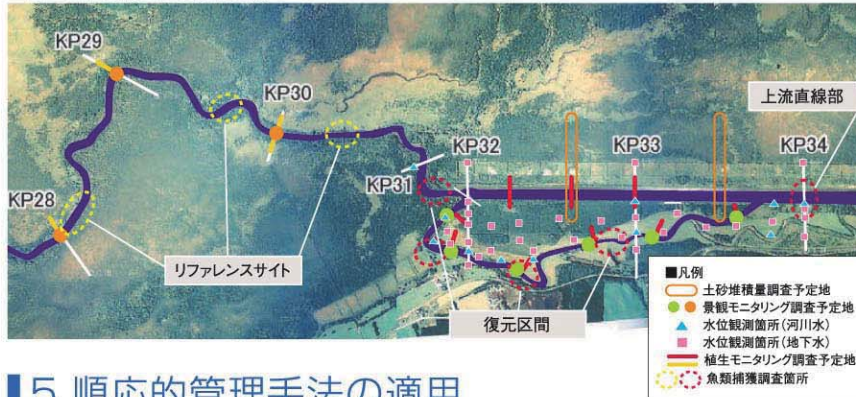 KP29
KP30
上流直線部
KP32
KP33
KP34
KP31
KP28
リファレンスサイト
復元区間
■凡例
土砂堆積量調査予定地
景観モニタリング調査予定地
水位観測箇所(河川水)
水位観測箇所(地下水)
植生モニタリング調査予定地
魚類捕獲調査箇所
5 順応的管理手法の適用